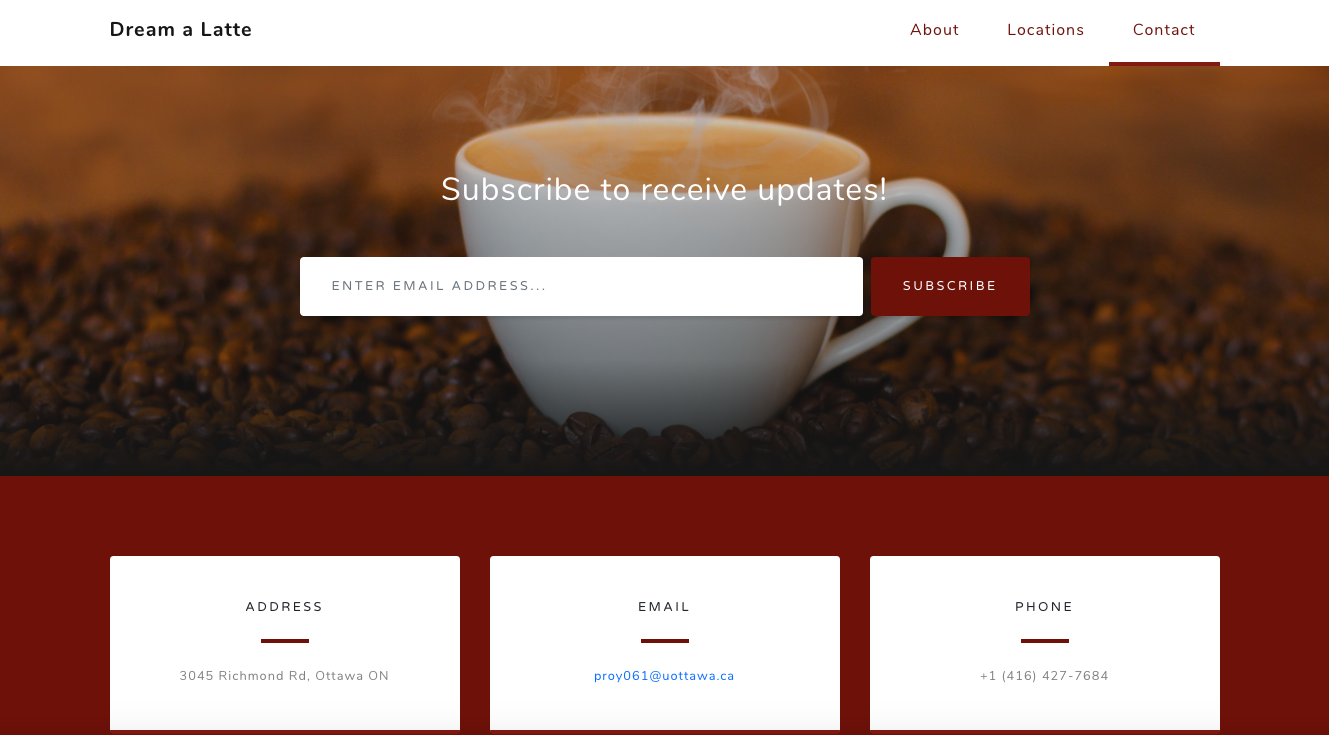 Dream a Latte
About Locations Contact
Subscribe to receive updates!
ENTER EMAIL ADDRESS...
SUBSCRIBE
ADDRESS
3045 Richmond Rd, Ottawa ON
EMAIL
proy061@uottawa.ca
PHONE
+1 (416) 427-7684